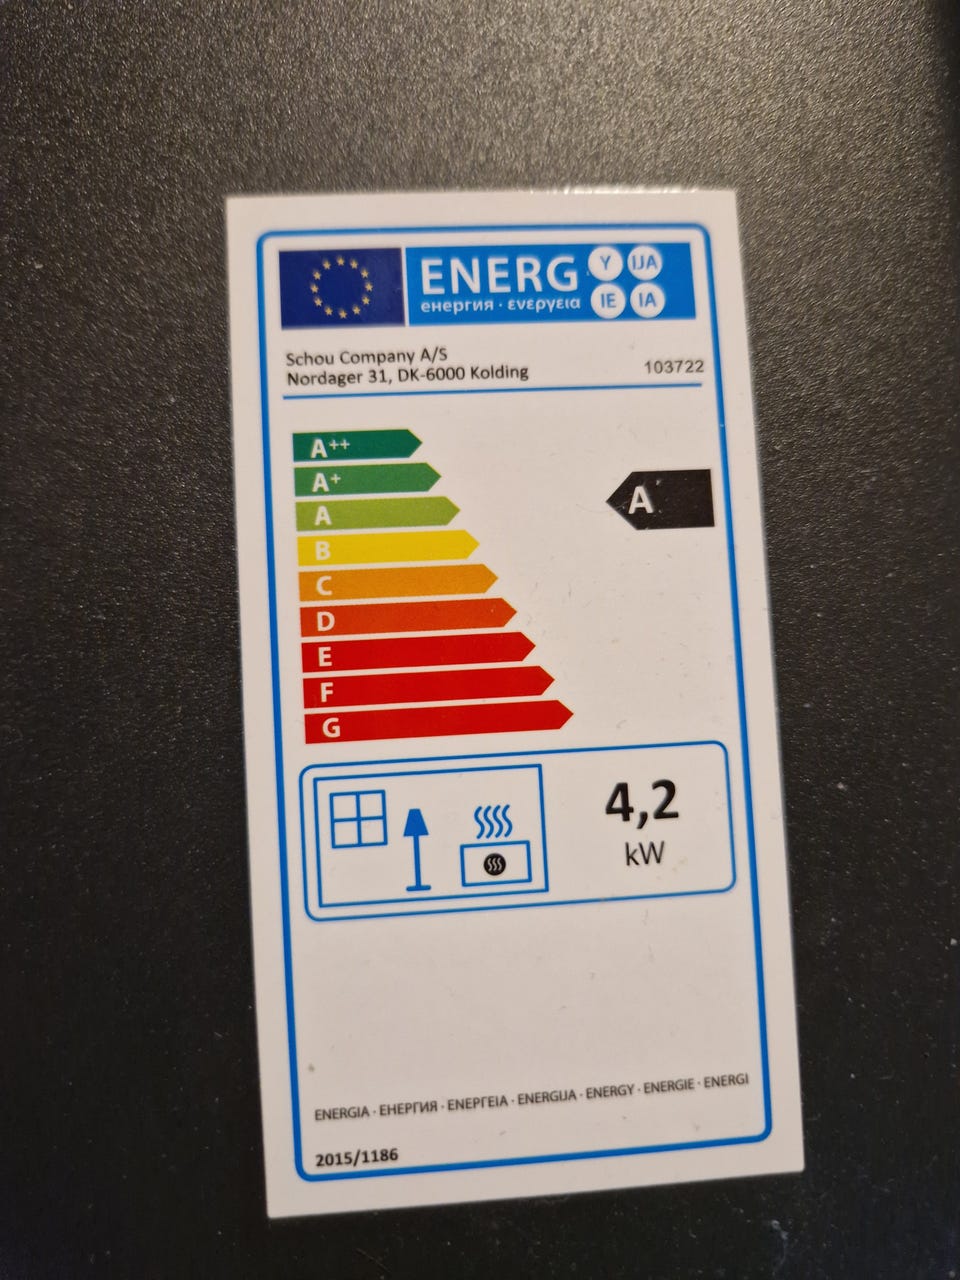 ENERG Y IJA
енергия · ενεργεια IE IA
Schou Company A/S
Nordager 31, DK-6000 Kolding 103722
A++
A+
A A
B
C
D
E
F
G
4,2
kW
ENERGIA · ЕНЕРГИЯ · ΕΝΕΡΓΕΙΑ · ENERGIJA · ENERGY · ENERGIE · ENERGI
2015/1186